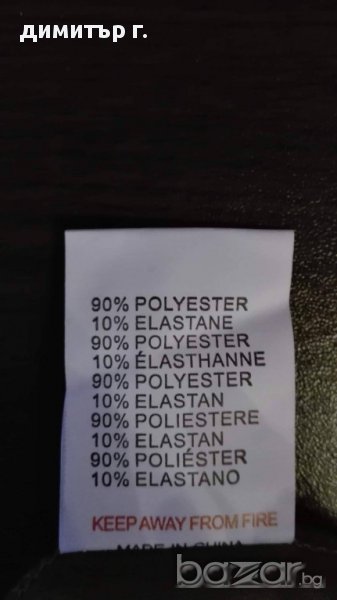 димитър г.
90% POLYESTER
10% ELASTANE
90% POLYESTER
10% ÉLASTHANNE
90% POLYESTER
10% ELASTAN
90% POLIESTERE
10% ELASTAN
90% POLIÉSTER
10% ELASTANO
KEEP AWAY FROM FIRE
MADE IN CHINA
bazar.bg